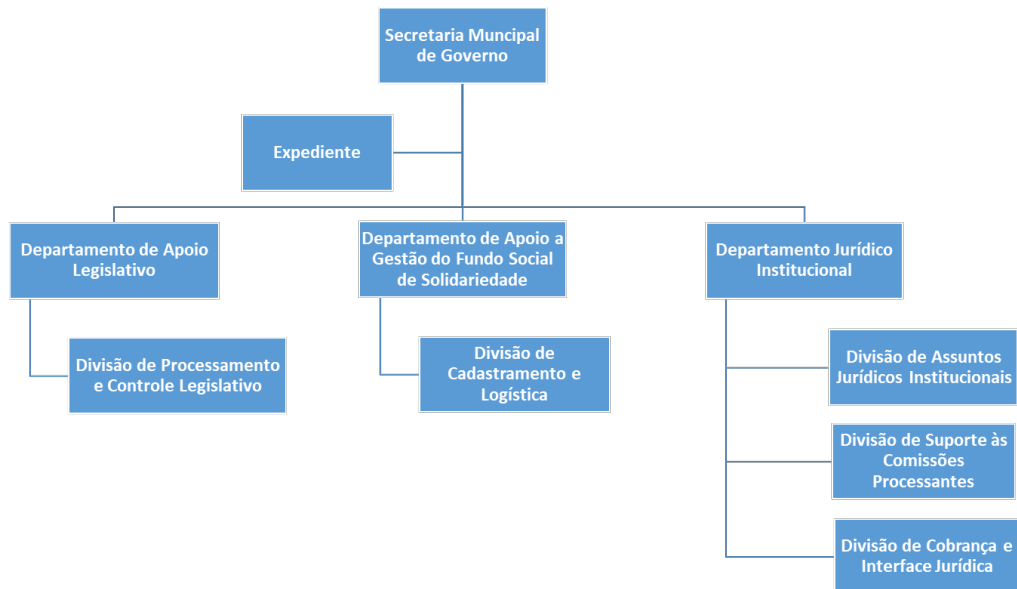 Secretaria Muncipal
de Governo
Expediente
Departamento de Apoio
Legislativo
Departamento de Apoio a
Gestão do Fundo Social
de Solidariedade
Departamento Jurídico
Institucional
Divisão de Processamento
e Controle Legislativo
Divisão de
Cadastramento e
Logística
Divisão de Assuntos
Jurídicos Institucionais
Divisão de Suporte às
Comissões
Processantes
Divisão de Cobrança e
Interface Jurídica